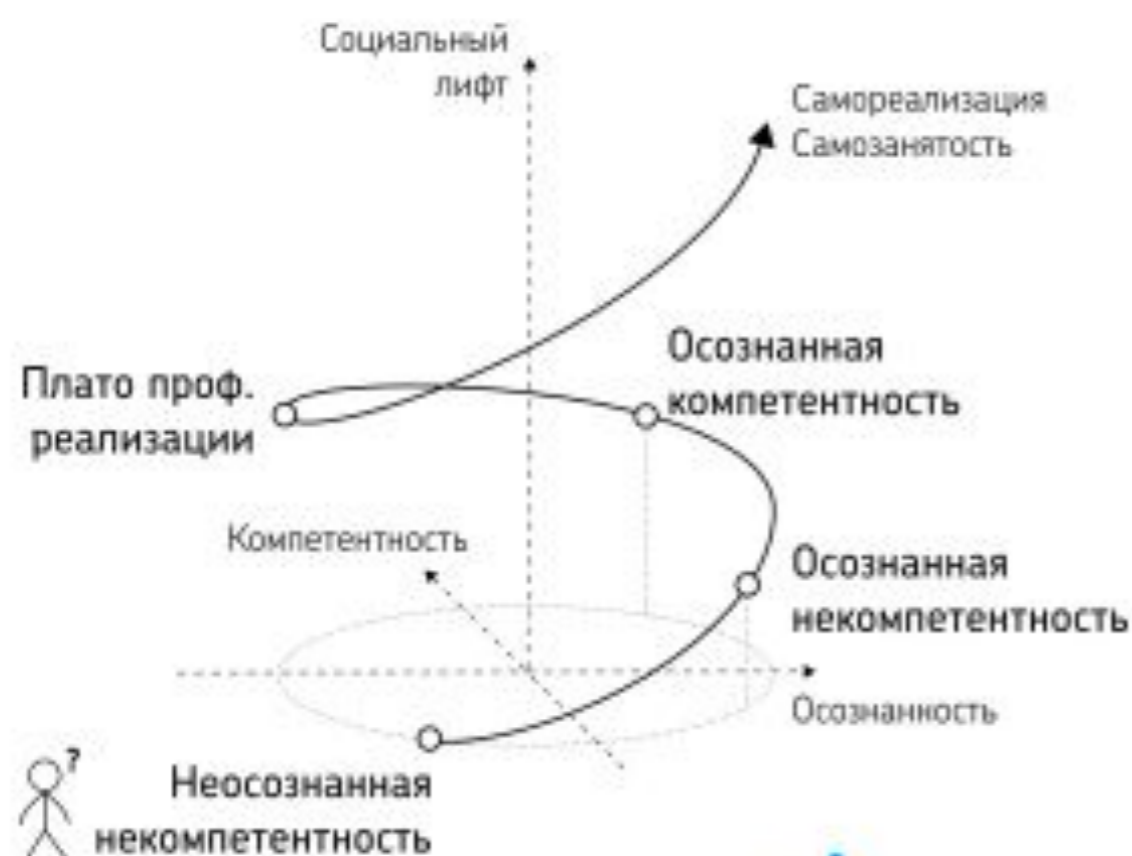 Социальный
лифт
Самореализация
Самозанятость
Осознанная
компетентность
Плато проф.
реализации
Компетентность
Осознанная
некомпетентность
Осознанность
?
Неосознанная
некомпетентность